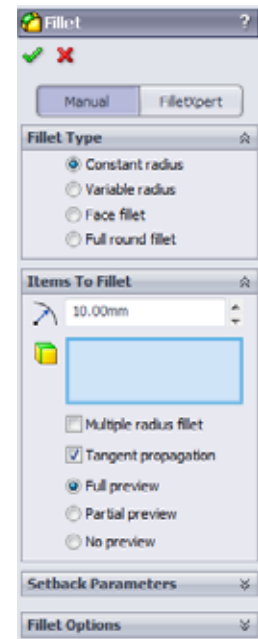 Fillet ?
Manual FilletXpert
Fillet Type
Constant radius
Variable radius
Face fillet
Full round fillet
Items To Fillet
10.00mm
Multiple radius fillet
Tangent propagation
Full preview
Partial preview
No preview
Setback Parameters
Fillet Options